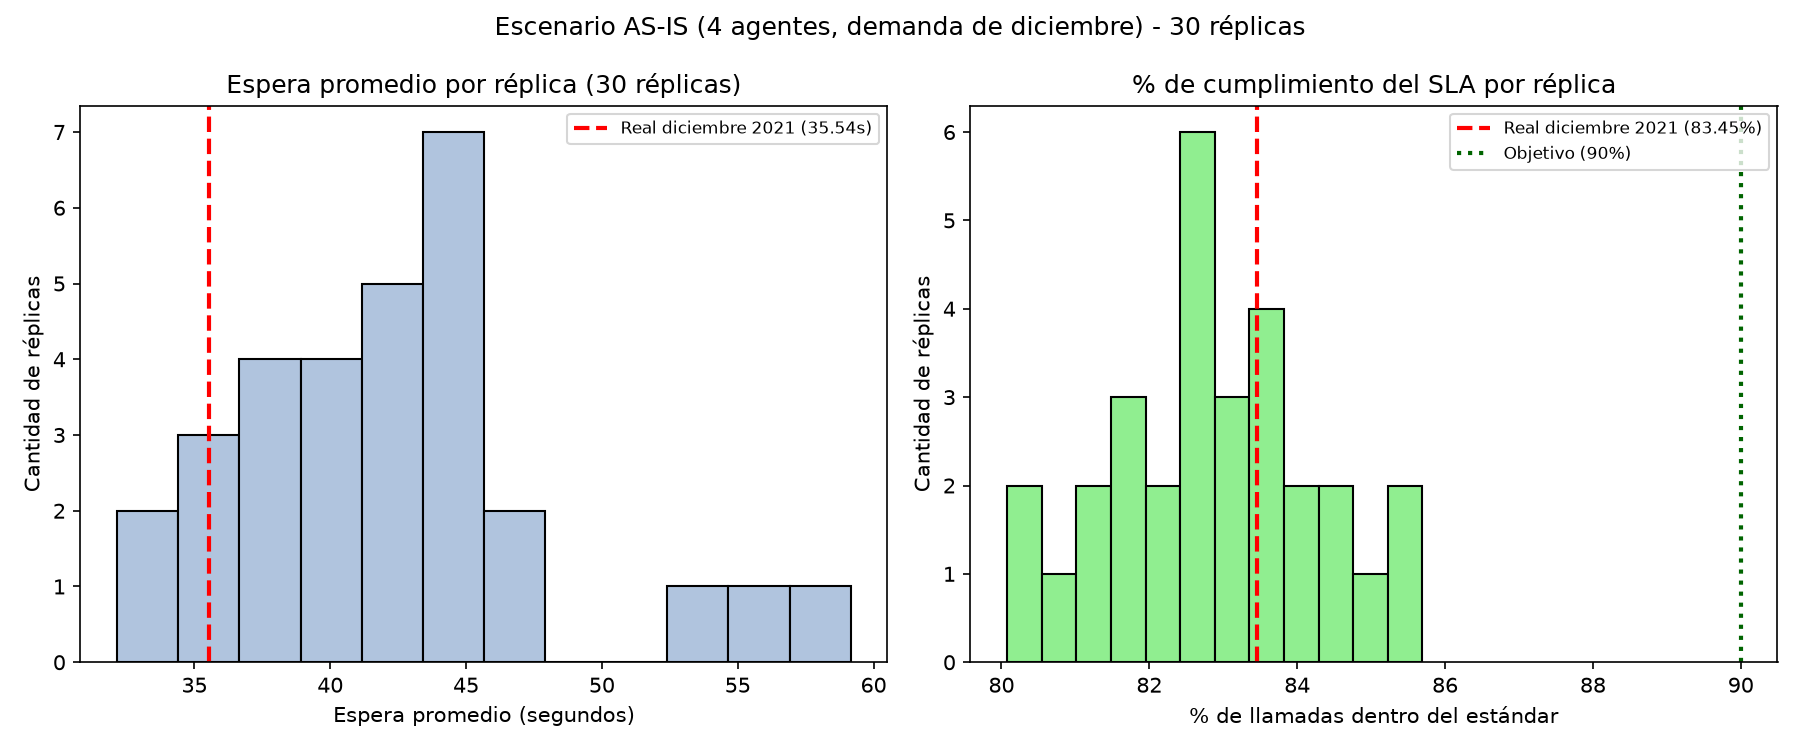 Escenario AS-IS (4 agentes, demanda de diciembre) - 30 réplicas
Espera promedio por réplica (30 réplicas)
Real diciembre 2021 (35.54s)
Cantidad de réplicas
7
6
5
4
3
2
1
0
35
40
45
50
55
60
Espera promedio (segundos)
% de cumplimiento del SLA por réplica
Real diciembre 2021 (83.45%)
Objetivo (90%)
Cantidad de réplicas
6
5
4
3
2
1
0
80
82
84
86
88
90
% de llamadas dentro del estándar